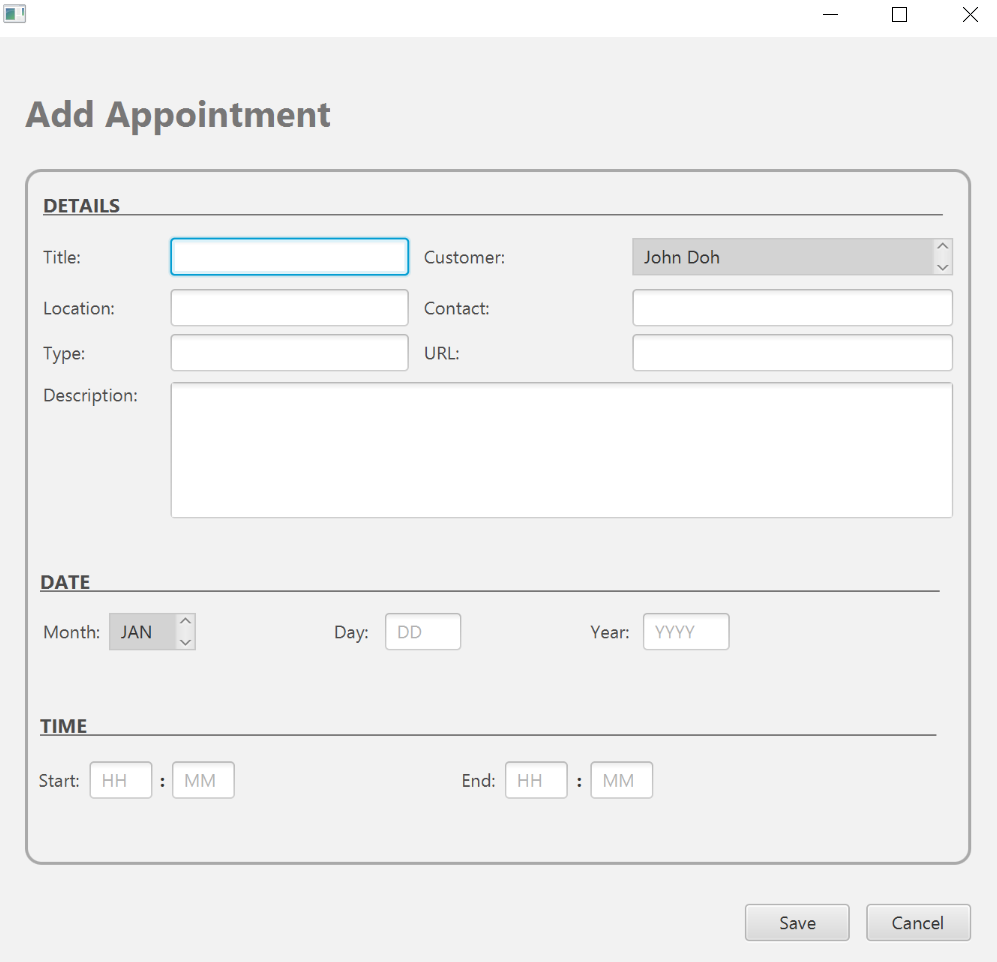 Add Appointment
DETAILS
Title: Customer: John Doh
Location: Contact:
Type: URL:
Description:
DATE
Month: JAN Day: DD Year: YYYY
TIME
Start: HH : MM End: HH : MM
Save Cancel